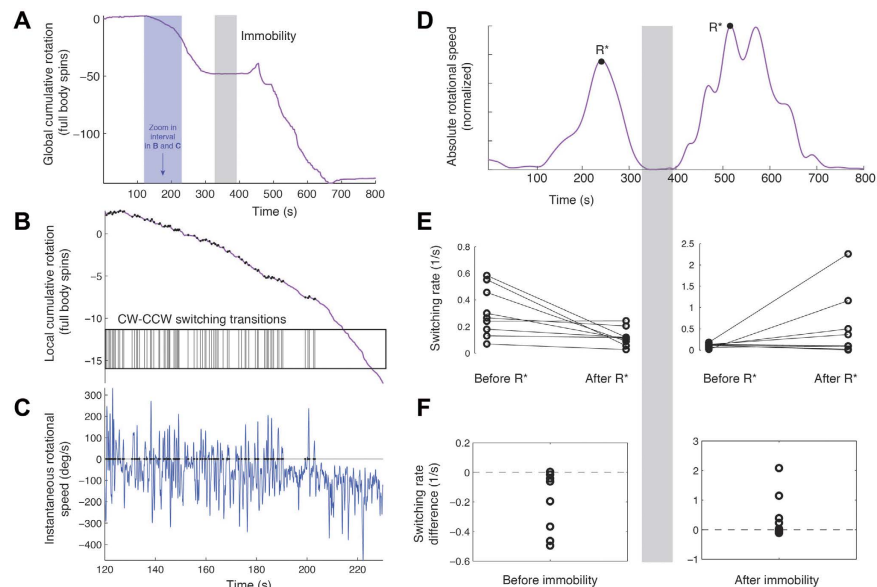 A
Global cumulative rotation
(full body spins)
0
−50
−100
Immobility
Zoom in
interval
in B and C
100 200 300 400 500 600 700 800
Time (s)
B
Local cumulative rotation
(full body spins)
0
−5
−10
−15
CW-CCW switching transitions
C
Instantaneous rotational
speed (deg/s)
300
200
100
0
−100
−200
−300
−400
120 140 160 180 200 220
Time (s)
D
Absolute rotational speed
(normalized)
R*
R*
100 200 300 400 500 600 700 800
Time (s)
E
Switching rate (1/s)
0.8
0.6
0.4
0.2
0
Before R* After R*
2.5
2
1.5
1
0.5
0
Before R* After R*
F
Switching rate
difference (1/s)
0.2
0
−0.2
−0.4
−0.6
Before immobility
3
2
1
0
−1
After immobility